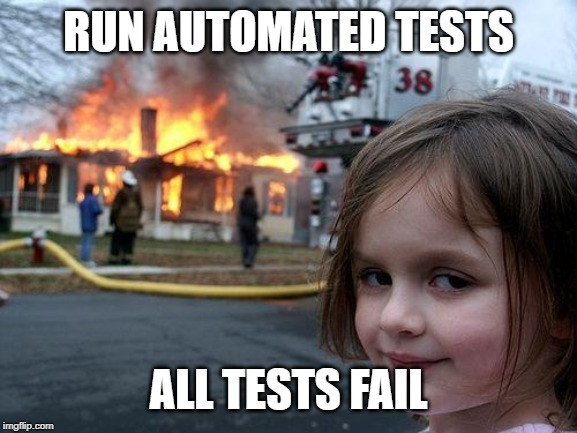 RUN AUTOMATED TESTS
38
ALL TESTS FAIL
imgflip.com